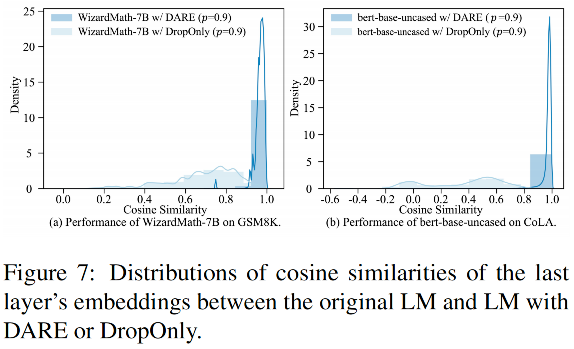 WizardMath-7B w/ DARE (p=0.9)
WizardMath-7B w/ DropOnly (p=0.9)
Density
25
20
15
10
5
0
0.0 0.2 0.4 0.6 0.8 1.0
Cosine Similarity
(a) Performance of WizardMath-7B on GSM8K.
bert-base-uncased w/ DARE (p=0.9)
bert-base-uncased w/ DropOnly (p=0.9)
Density
30
25
20
15
10
5
0
-0.6 -0.4 -0.2 0.0 0.2 0.4 0.6 0.8 1.0
Cosine Similarity
(b) Performance of bert-base-uncased on CoLA.
Figure 7: Distributions of cosine similarities of the last
layer's embeddings between the original LM and LM with
DARE or DropOnly.